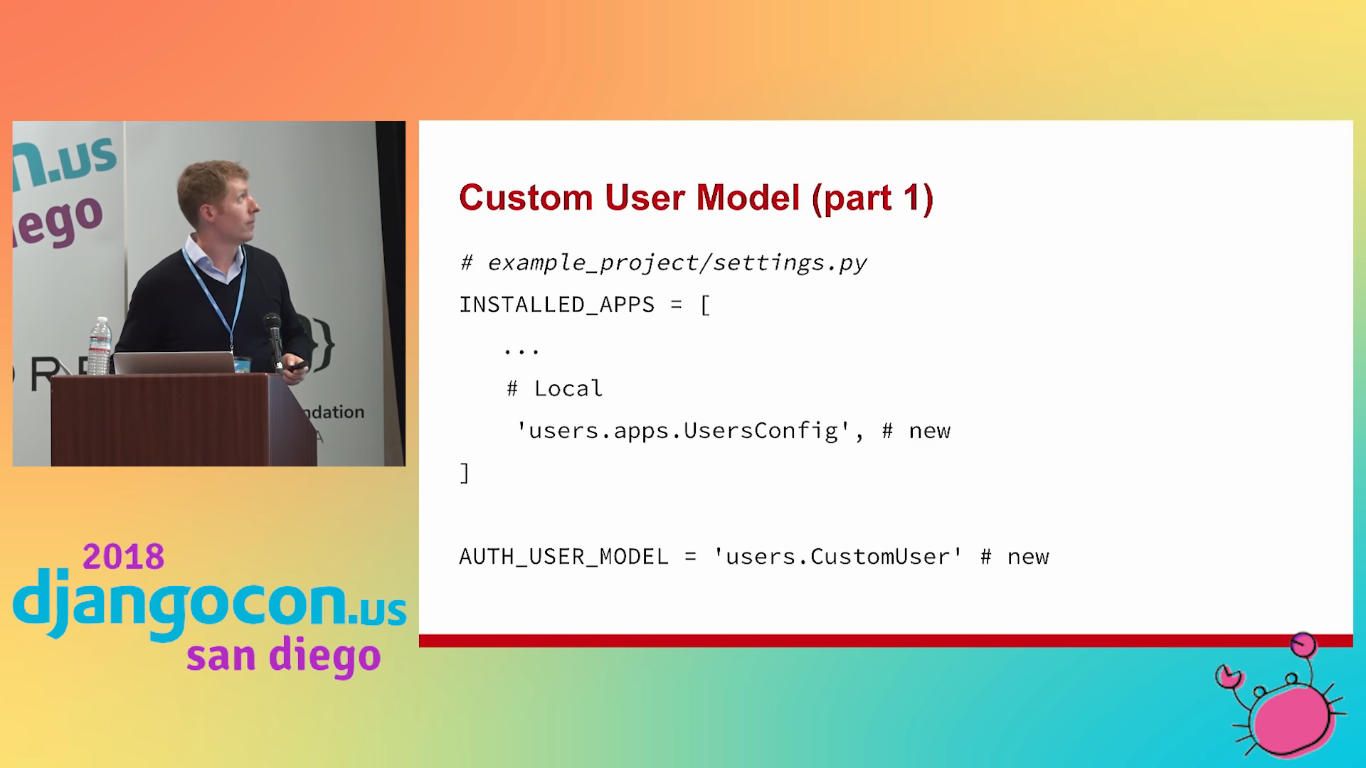 n.us
iego
ORE
}}
ndation
A
Custom User Model (part 1)
# example_project/settings.py
INSTALLED_APPS = [
...
# Local
'users.apps.UsersConfig', # new
]
AUTH_USER_MODEL = 'users.CustomUser' # new
2018
djangocon.us
san diego